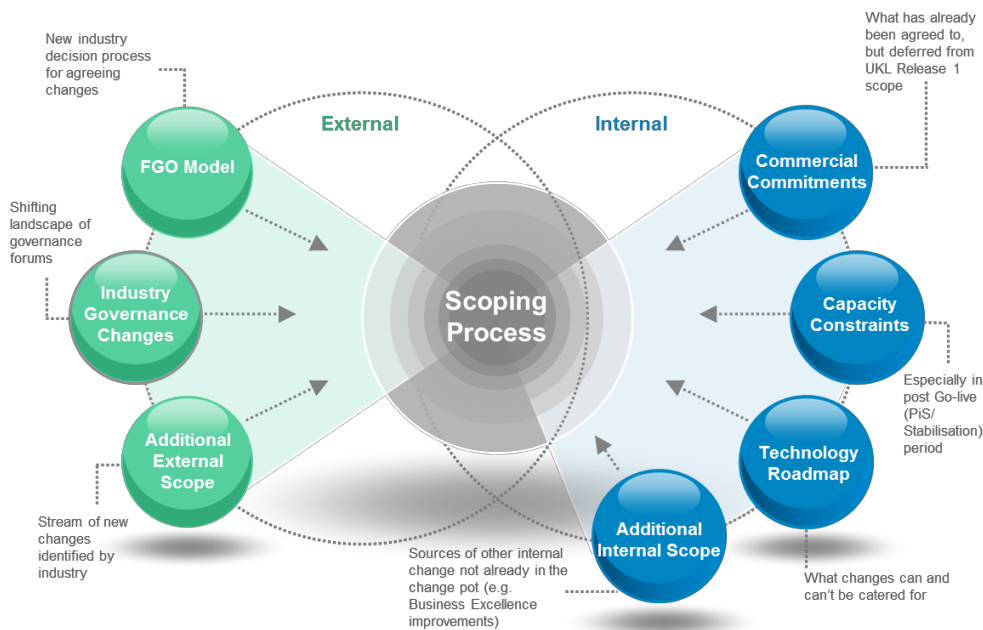 New industry
decision process
for agreeing
changes
External
Internal
What has already
been agreed to,
but deferred from
UKL Release 1
scope
FGO Model
Commercial
Commitments
Shifting
landscape of
governance
forums
Industry
Governance
Changes
Scoping
Process
Capacity
Constraints
Especially in
post Go-live
(PiS/
Stabilisation)
period
Additional
External
Scope
Technology
Roadmap
Stream of new
changes
identified by
industry
Additional
Internal Scope
Sources of other internal
change not already in the
change pot (e.g.
Business Excellence
improvements)
What changes can and
can't be catered for